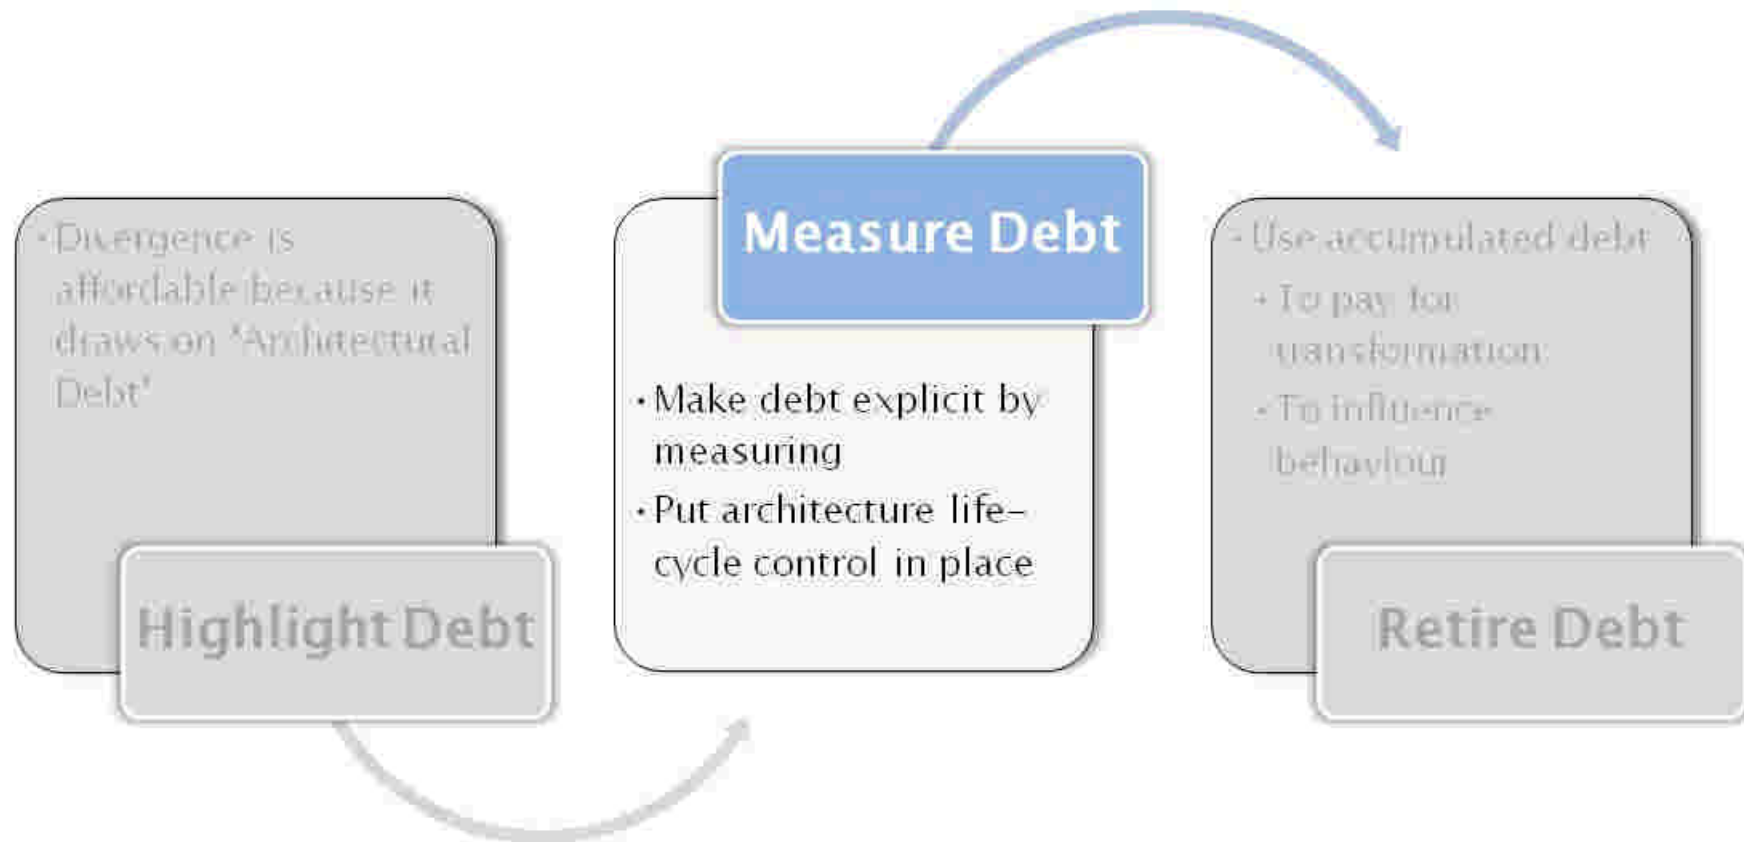 • Divergence is
affordable because it
draws on 'Architectural
Debt'
Highlight Debt
Measure Debt
• Make debt explicit by
measuring
• Put architecture life-
cycle control in place
• Use accumulated debt
• To pay for
transformation
• To influence
behaviour
Retire Debt